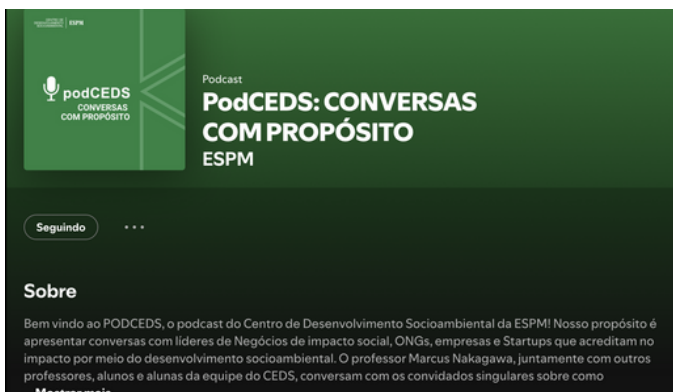 ESPM
podCEDS
CONVERSAS
COM PROPÓSITO
Podcast
PodCEDS: CONVERSAS
COM PROPÓSITO
ESPM
Seguindo
Sobre
Bem vindo ao PODCEDS, o podcast do Centro de Desenvolvimento Socioambiental da ESPM! Nosso propósito é
apresentar conversas com líderes de Negócios de impacto social, ONGs, empresas e Startups que acreditam no
impacto por meio do desenvolvimento socioambiental. O professor Marcus Nakagawa, juntamente com outros
professores, alunos e alunas da equipe do CEDS, conversam com os convidados singulares sobre como
Mostrar mais